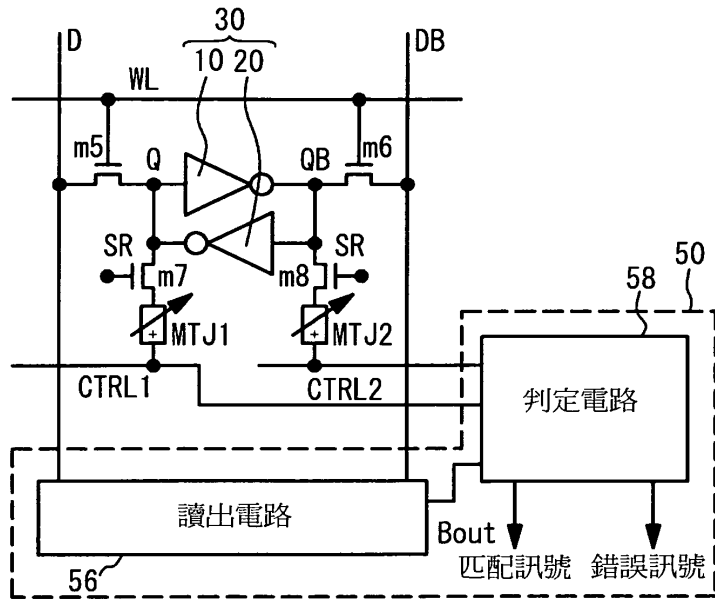 30
D
DB
10 20
WL
m5
Q
QB
m6
SR
m7
m8
SR
50
58
MTJ1
MTJ2
+
+
CTRL1
CTRL2
判定電路
讀出電路
Bout
56
匹配訊號 錯誤訊號